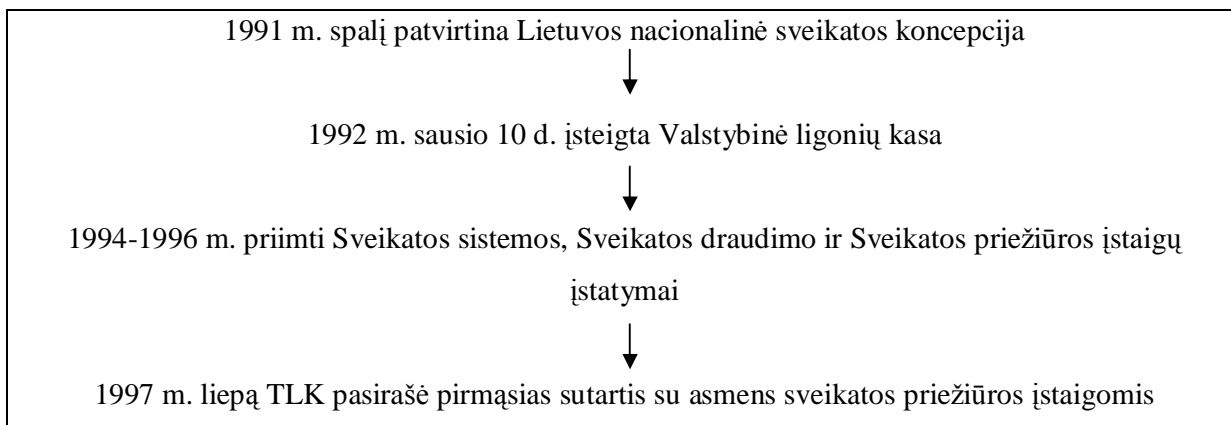 1991 m. spalį patvirtina Lietuvos nacionalinė sveikatos koncepcija
1992 m. sausio 10 d. įsteigta Valstybinė ligonių kasa
1994-1996 m. priimti Sveikatos sistemos, Sveikatos draudimo ir Sveikatos priežiūros įstaigų
įstatymai
1997 m. liepą TLK pasirašė pirmąsias sutartis su asmens sveikatos priežiūros įstaigomis